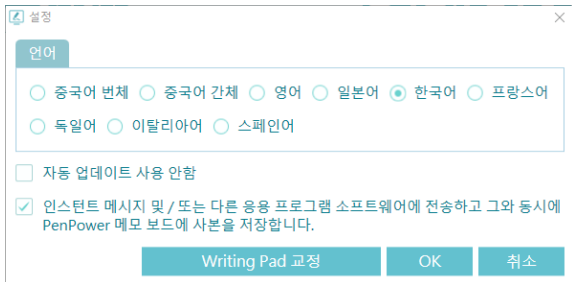 설정
언어
중국어 번체 중국어 간체 영어 일본어 한국어 프랑스어
독일어 이탈리아어 스페인어
자동 업데이트 사용 안함
인스턴트 메시지 및 / 또는 다른 응용 프로그램 소프트웨어에 전송하고 그와 동시에
PenPower 메모 보드에 사본을 저장합니다.
Writing Pad 교정 OK 취소